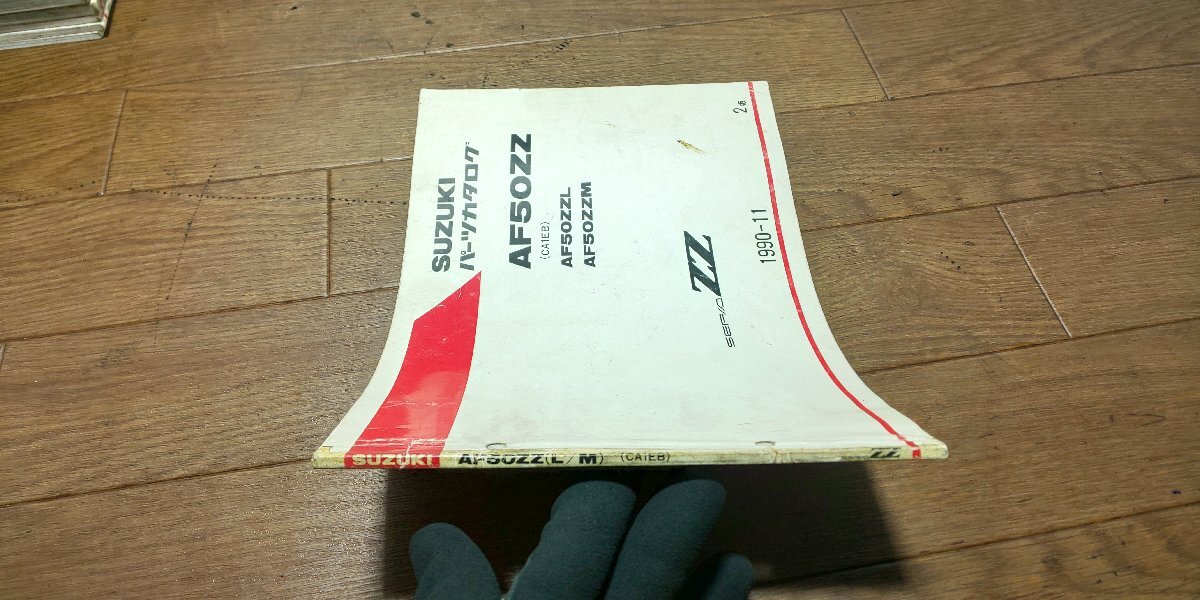 SUZUKI
パーツカタログ
AF50ZZ
(CA1EB)
AF50ZZL
AF50ZZM
SEPIA ZZ
1990-11
2版
SUZUKI AF50ZZ(L/M) (CA1EB) ZZ